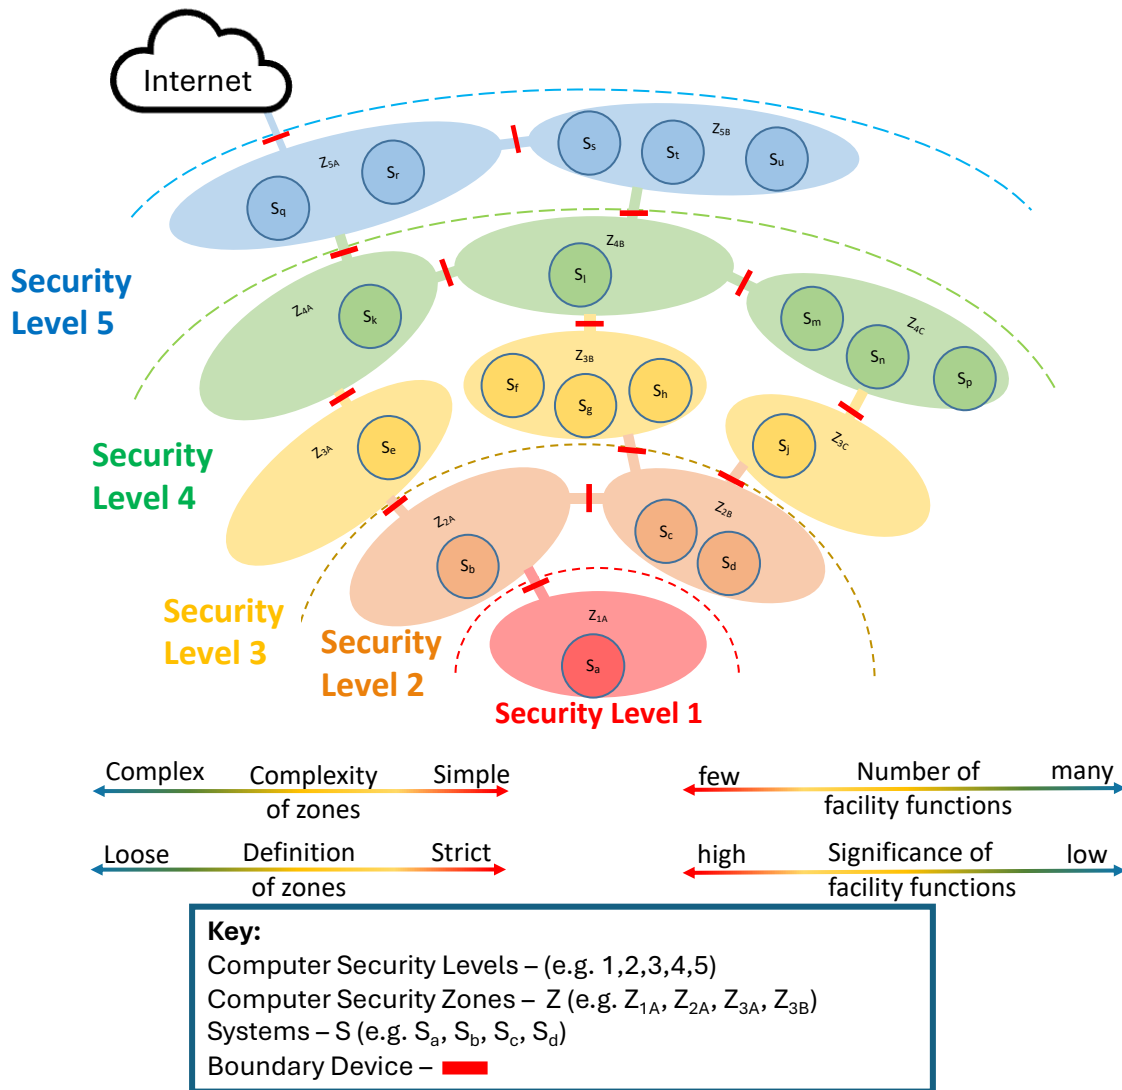 Internet
Z5A
Sr
Sq
Z5B
Ss
St
Su
Security
Level 5
Z4A
Sk
Z4B
Sl
Z4C
Sm
Sn
Sp
Security
Level 4
Z3A
Se
Z3B
Sf
Sg
Sh
Z3C
Sj
Security
Level 3
Z2A
Sb
Z2B
Sc
Sd
Security
Level 2
Z1A
Sa
Security Level 1
Complex Complexity Simple
of zones
few Number of many
facility functions
Loose Definition Strict
of zones
high Significance of low
facility functions
Key:
Computer Security Levels – (e.g. 1,2,3,4,5)
Computer Security Zones – Z (e.g. Z1A, Z2A, Z3A, Z3B)
Systems – S (e.g. Sa, Sb, Sc, Sd)
Boundary Device –